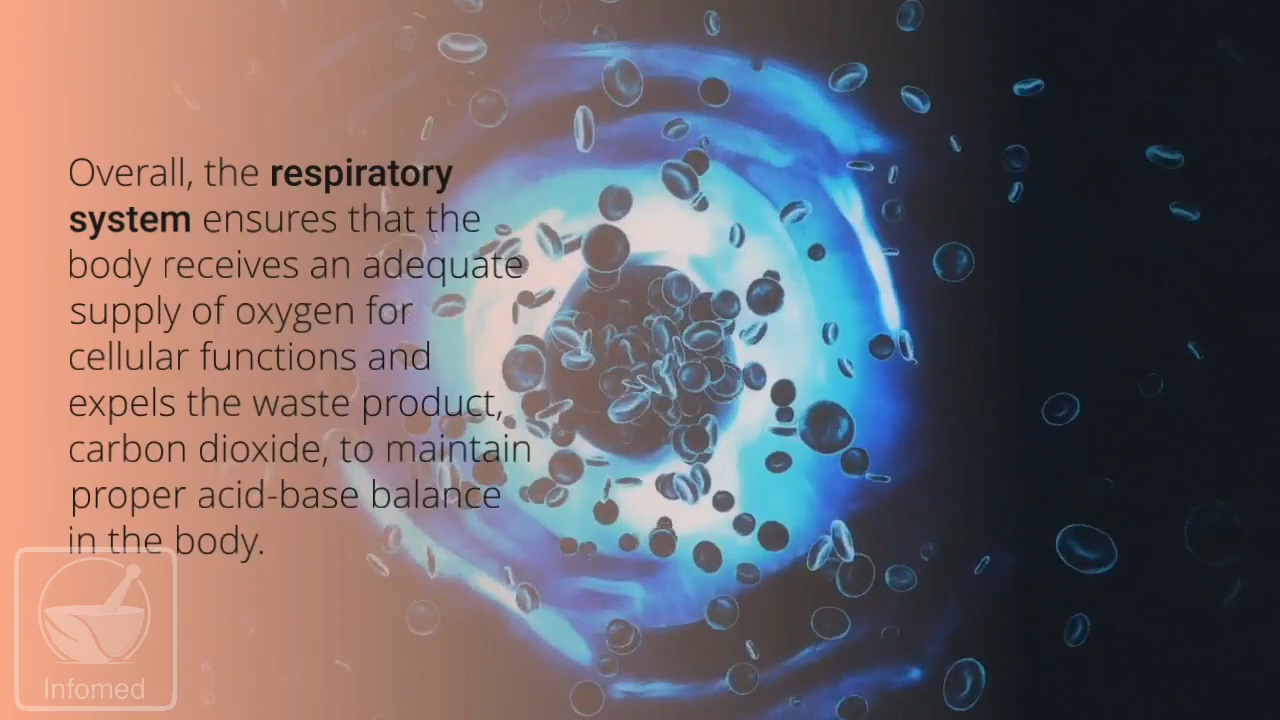 Overall, the respiratory
system ensures that the
body receives an adequate
supply of oxygen for
cellular functions and
expels the waste product,
carbon dioxide, to maintain
proper acid-base balance
in the body.
Infomed